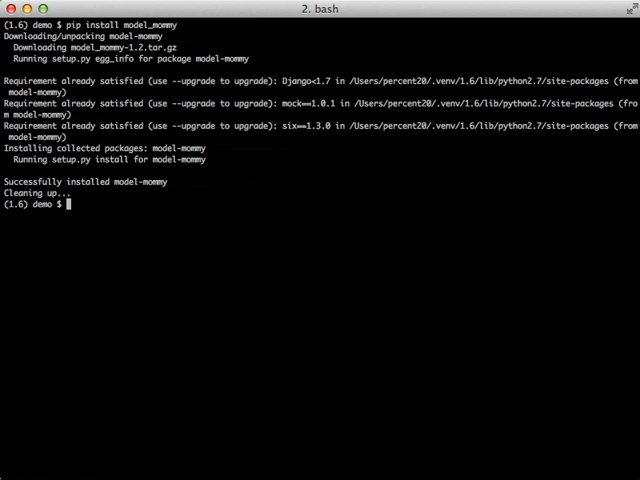 2. bash
(1.6) demo $ pip install model_mommy
Downloading/unpacking model-mommy
Downloading model_mommy-1.2.tar.gz
Running setup.py egg_info for package model-mommy
Requirement already satisfied (use --upgrade to upgrade): Django<1.7 in /Users/percent20/.venv/1.6/lib/python2.7/site-packages (from
model-mommy)
Requirement already satisfied (use --upgrade to upgrade): mock==1.0.1 in /Users/percent20/.venv/1.6/lib/python2.7/site-packages (fro
m model-mommy)
Requirement already satisfied (use --upgrade to upgrade): six==1.3.0 in /Users/percent20/.venv/1.6/lib/python2.7/site-packages (from
model-mommy)
Installing collected packages: model-mommy
Running setup.py install for model-mommy
Successfully installed model-mommy
Cleaning up...
(1.6) demo $